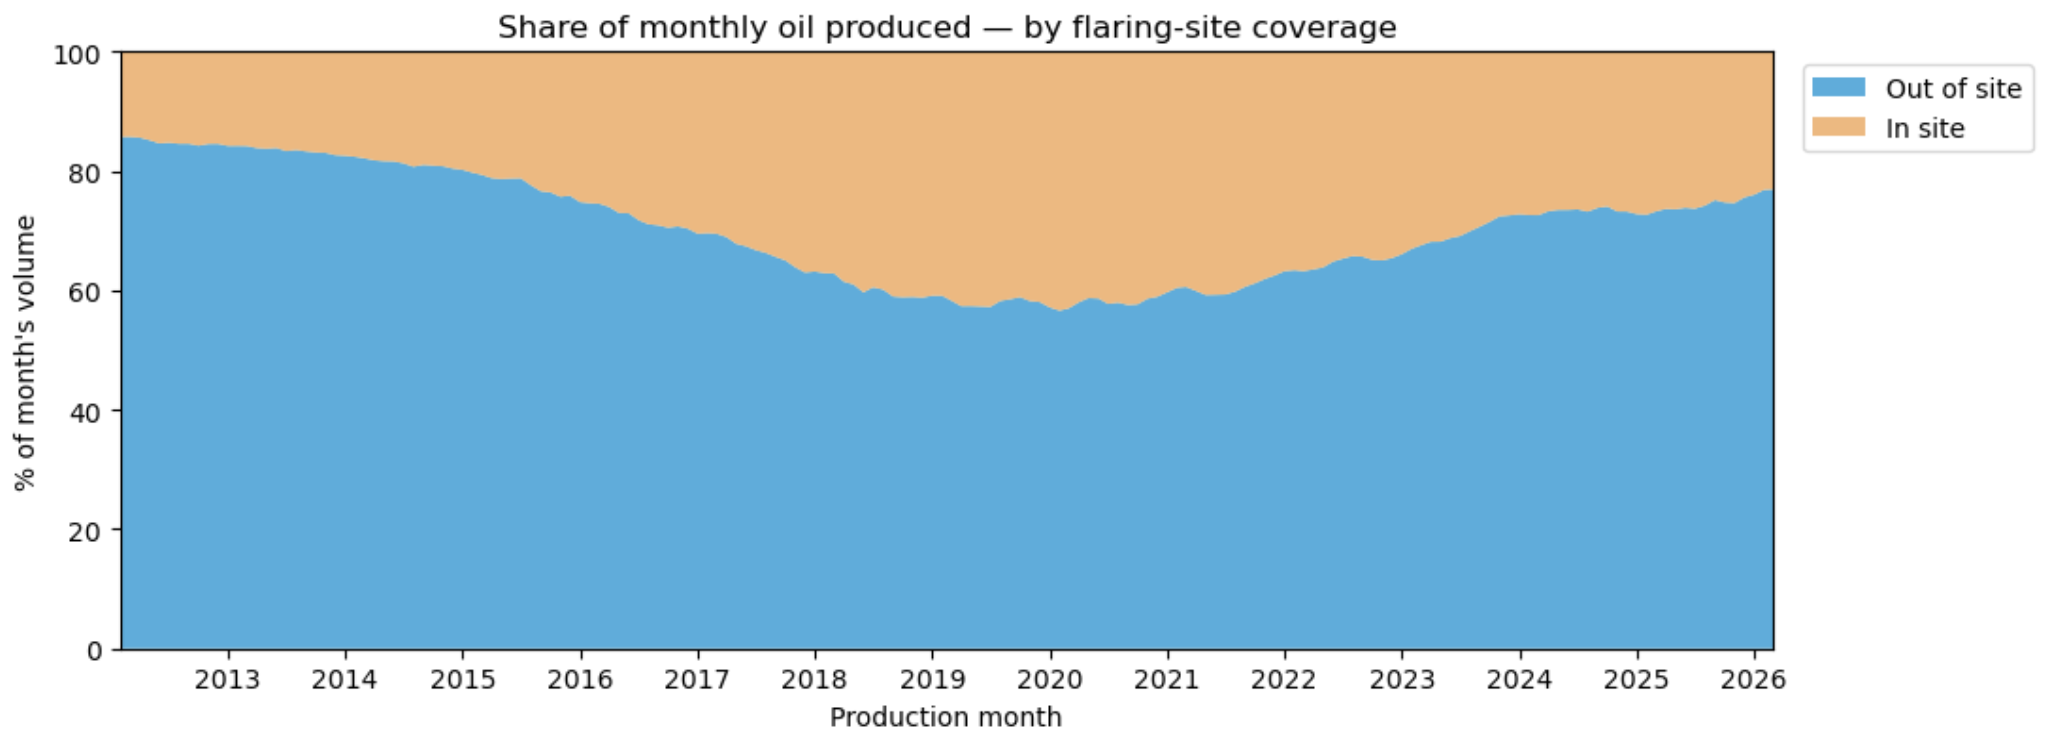 Share of monthly oil produced — by flaring-site coverage
Out of site
In site
% of month's volume
100
80
60
40
20
0
2013 2014 2015 2016 2017 2018 2019 2020 2021 2022 2023 2024 2025 2026
Production month